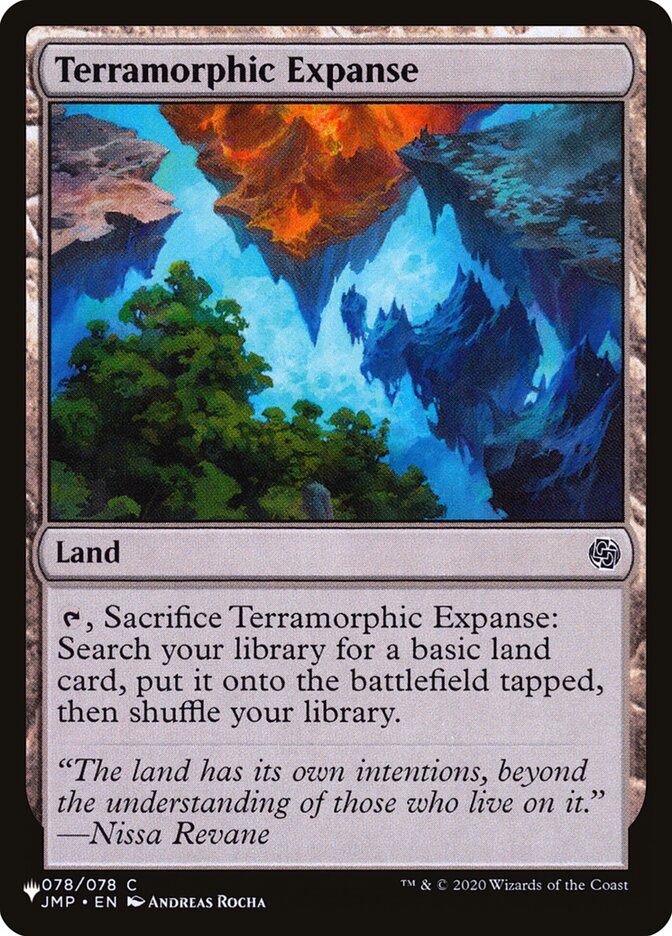 Terramorphic Expanse
Land
, Sacrifice Terramorphic Expanse:
Search your library for a basic land
card, put it onto the battlefield tapped,
then shuffle your library.
“The land has its own intentions, beyond
the understanding of those who live on it.”
—Nissa Revane
078/078 C
JMP • EN Andreas Rocha
™ & © 2020 Wizards of the Coast